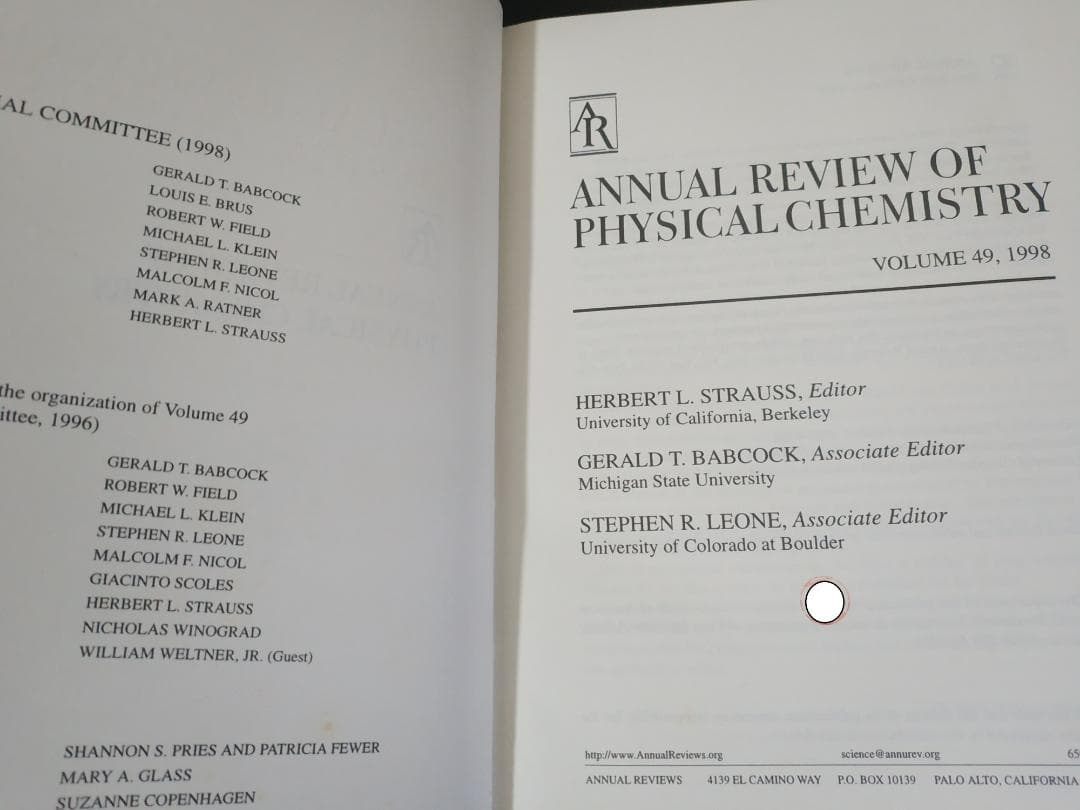 COMMITTEE (1998)
GERALD T. BABCOCK
LOUIS E. BRUS
ROBERT W. FIELD
MICHAEL L. KLEIN
STEPHEN R. LEONE
MALCOLM F. NICOL
MARK A. RATNER
HERBERT L. STRAUSS
the organization of Volume 49
1996)
GERALD T. BABCOCK
ROBERT W. FIELD
MICHAEL L. KLEIN
STEPHEN R. LEONE
MALCOLM F. NICOL
GIACINTO SCOLES
HERBERT L. STRAUSS
NICHOLAS WINOGRAD
WILLIAM WELTNER, JR. (Guest)
SHANNON S. PRIES AND PATRICIA FEWER
MARY A. GLASS
SUZANNE COPENHAGEN
AR
ANNUAL REVIEW OF
PHYSICAL CHEMISTRY
VOLUME 49, 1998
HERBERT L. STRAUSS, Editor
University of California, Berkeley
GERALD T. BABCOCK, Associate Editor
Michigan State University
STEPHEN R. LEONE, Associate Editor
University of Colorado at Boulder
http://www.AnnualReviews.org science@annurev.org
ANNUAL REVIEWS 4139 EL CAMINO WAY P.O. BOX 10139 PALO ALTO, CALIFORNIA